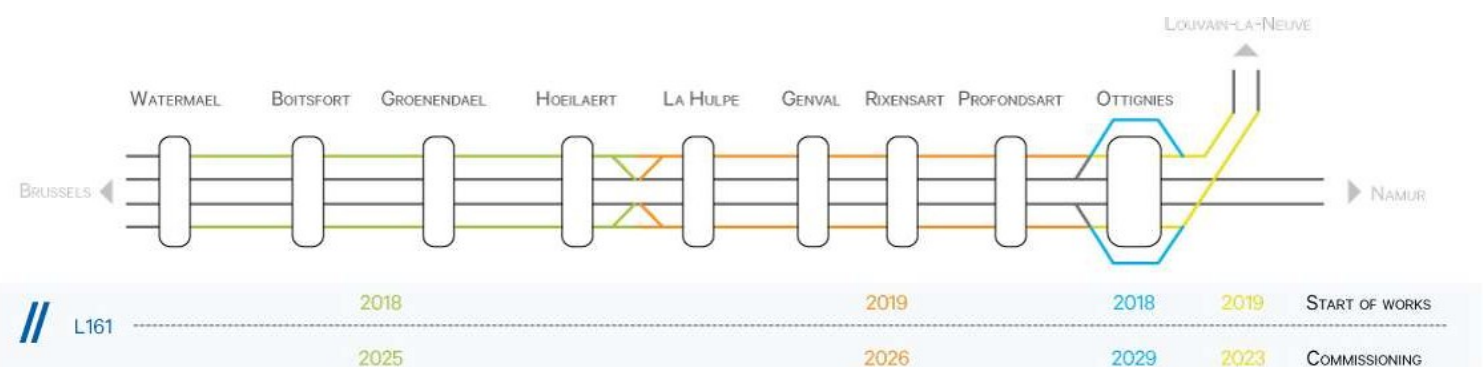 LOUVAIN-LA-NEUVE
WATERMAEL BOITSFORT GROENENDAEL HOEILAERT LA HULPE GENVAL RIXENSART PROFONDSART OTTIGNIES
BRUSSELS NAMUR
2018 2019 2018 2019 START OF WORKS
L161
2025 2026 2029 2023 COMMISSIONING